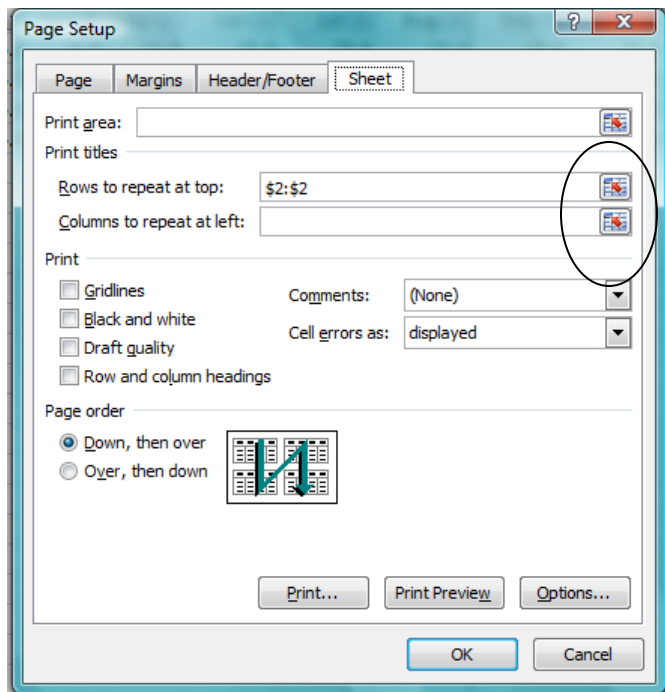 Page Setup
Page Margins Header/Footer Sheet
Print area:
Print titles
Rows to repeat at top: $2:$2
Columns to repeat at left:
Print
Gridlines
Black and white
Draft quality
Row and column headings
Comments: (None)
Cell errors as: displayed
Page order
Down, then over
Over, then down
Print... Print Preview Options...
OK Cancel